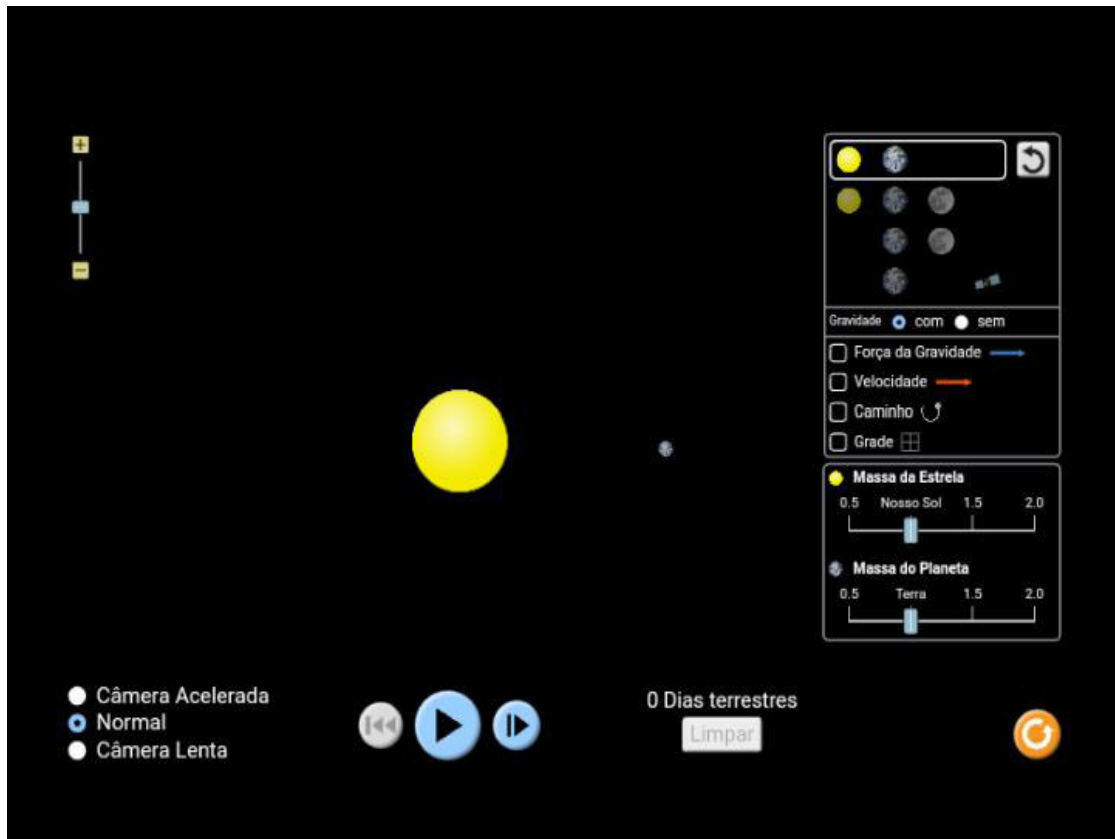 Gravidade com sem
Força da Gravidade
Velocidade
Caminho
Grade
Massa da Estrela
0.5 Nosso Sol 1.5 2.0
Massa do Planeta
0.5 Terra 1.5 2.0
Câmera Acelerada
Normal
Câmera Lenta
0 Dias terrestres
Limpar